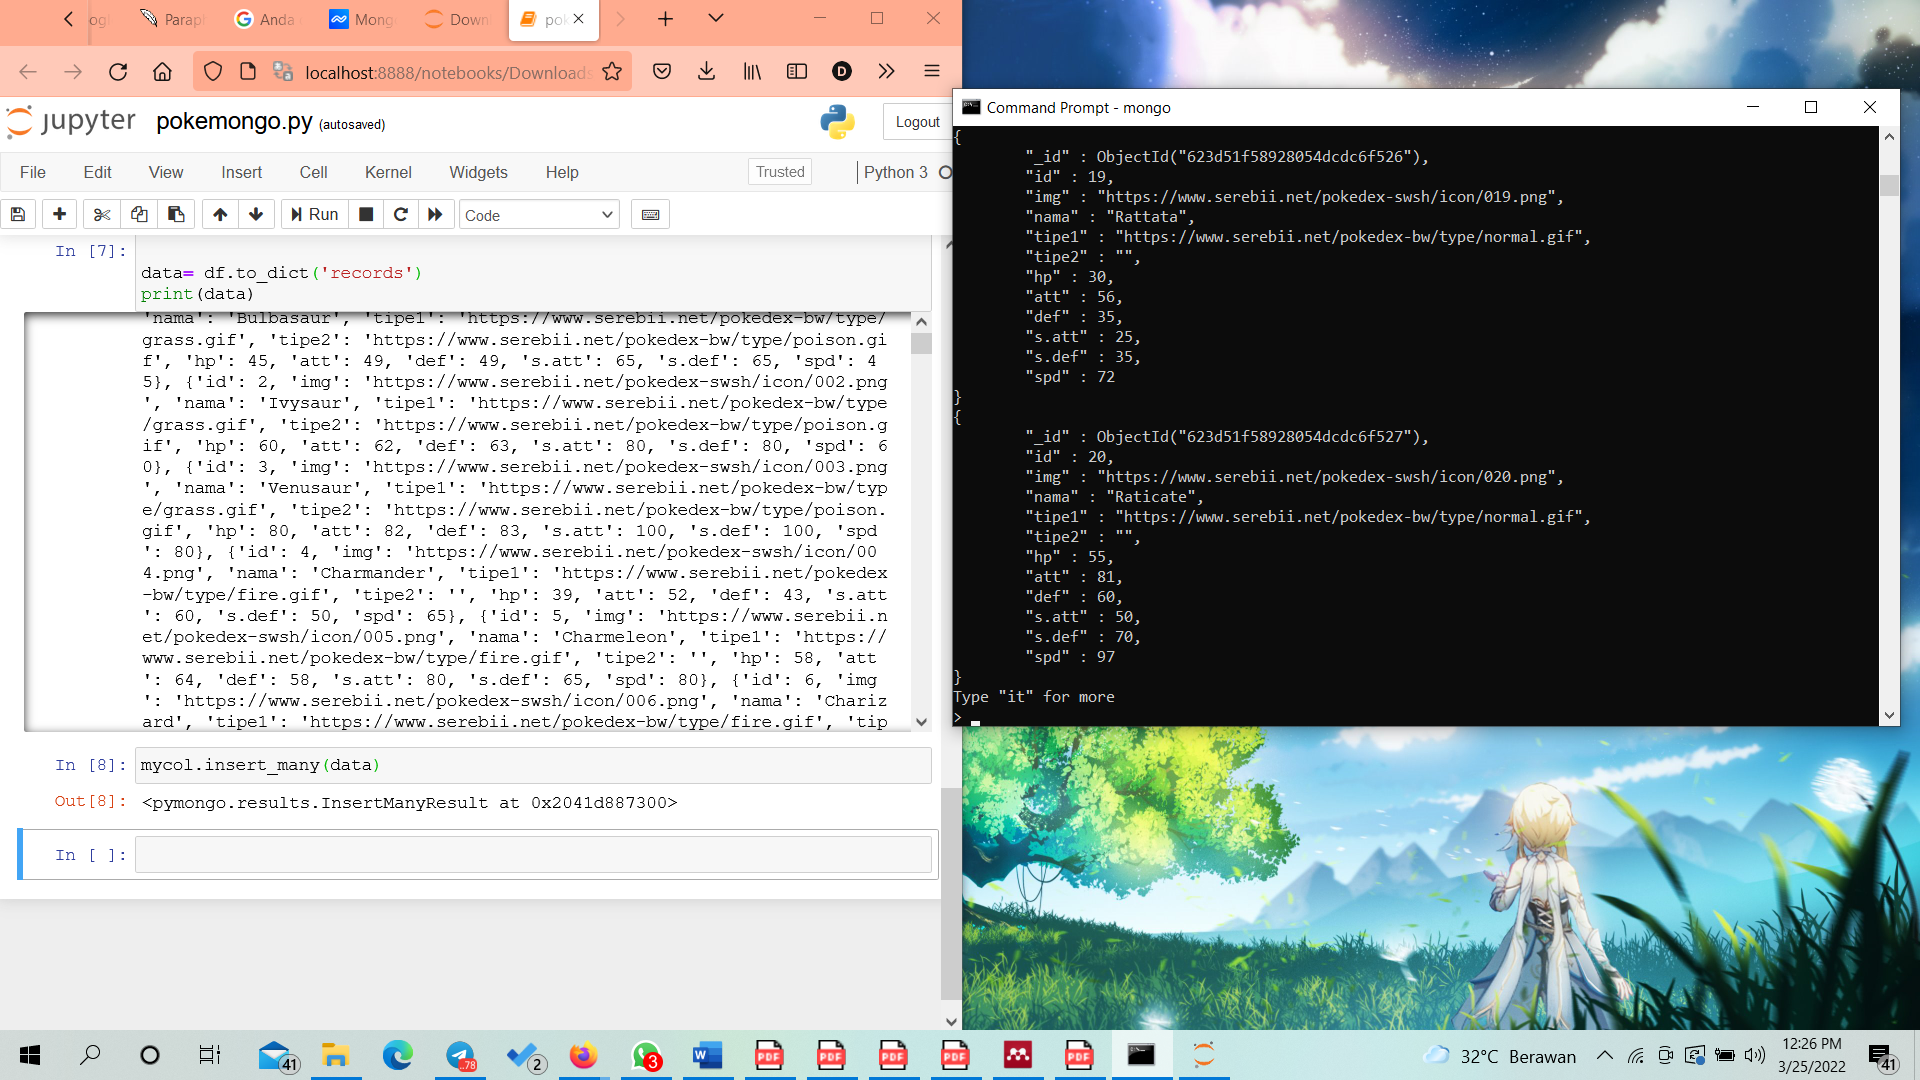 ogl
Parap
Anda
Mong
Down
pok
localhost:8888/notebooks/Downloads
D
jupyter pokemongo.py (autosaved)
Logout
File Edit View Insert Cell Kernel Widgets Help Trusted Python 3
Run Code
In [7]:
data= df.to_dict('records')
print(data)
'nama': 'Bulbasaur', 'tipe1': 'https://www.serebii.net/pokedex-bw/type/
grass.gif', 'tipe2': 'https://www.serebii.net/pokedex-bw/type/poison.gi
f', 'hp': 45, 'att': 49, 'def': 49, 's.att': 65, 's.def': 65, 'spd': 4
5}, {'id': 2, 'img': 'https://www.serebii.net/pokedex-swsh/icon/002.png
', 'nama': 'Ivysaur', 'tipe1': 'https://www.serebii.net/pokedex-bw/type
/grass.gif', 'tipe2': 'https://www.serebii.net/pokedex-bw/type/poison.g
if', 'hp': 60, 'att': 62, 'def': 63, 's.att': 80, 's.def': 80, 'spd': 6
0}, {'id': 3, 'img': 'https://www.serebii.net/pokedex-swsh/icon/003.png
', 'nama': 'Venusaur', 'tipe1': 'https://www.serebii.net/pokedex-bw/typ
e/grass.gif', 'tipe2': 'https://www.serebii.net/pokedex-bw/type/poison.
gif', 'hp': 80, 'att': 82, 'def': 83, 's.att': 100, 's.def': 100, 'spd
': 80}, {'id': 4, 'img': 'https://www.serebii.net/pokedex-swsh/icon/00
4.png', 'nama': 'Charmander', 'tipe1': 'https://www.serebii.net/pokedex
-bw/type/fire.gif', 'tipe2': '', 'hp': 39, 'att': 52, 'def': 43, 's.att
': 60, 's.def': 50, 'spd': 65}, {'id': 5, 'img': 'https://www.serebii.n
et/pokedex-swsh/icon/005.png', 'nama': 'Charmeleon', 'tipe1': 'https://
www.serebii.net/pokedex-bw/type/fire.gif', 'tipe2': '', 'hp': 58, 'att
': 64, 'def': 58, 's.att': 80, 's.def': 65, 'spd': 80}, {'id': 6, 'img
': 'https://www.serebii.net/pokedex-swsh/icon/006.png', 'nama': 'Chariz
ard', 'tipe1': 'https://www.serebii.net/pokedex-bw/type/fire.gif', 'tip
In [8]: mycol.insert_many(data)
Out[8]: <pymongo.results.InsertManyResult at 0x2041d887300>
In [ ]:
Command Prompt - mongo
{
"_id" : ObjectId("623d51f58928054dcdc6f526"),
"id" : 19,
"img" : "https://www.serebii.net/pokedex-swsh/icon/019.png",
"nama" : "Rattata",
"tipe1" : "https://www.serebii.net/pokedex-bw/type/normal.gif",
"tipe2" : "",
"hp" : 30,
"att" : 56,
"def" : 35,
"s.att" : 25,
"s.def" : 35,
"spd" : 72
}
{
"_id" : ObjectId("623d51f58928054dcdc6f527"),
"id" : 20,
"img" : "https://www.serebii.net/pokedex-swsh/icon/020.png",
"nama" : "Raticate",
"tipe1" : "https://www.serebii.net/pokedex-bw/type/normal.gif",
"tipe2" : "",
"hp" : 55,
"att" : 81,
"def" : 60,
"s.att" : 50,
"s.def" : 70,
"spd" : 97
}
Type "it" for more
>
41
..78
2
3
W
PDF
PDF
PDF
PDF
PDF
32°C Berawan
12:26 PM
3/25/2022
41